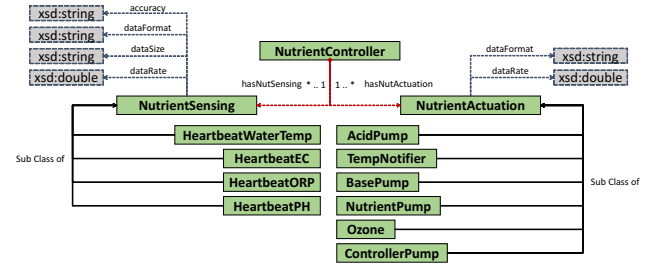 xsd:string
accuracy
xsd:string
dataFormat
xsd:string
dataSize
xsd:double
dataRate
NutrientController
dataFormat
xsd:string
dataRate
xsd:double
hasNutSensing * .. 1 1 .. * hasNutActuation
NutrientSensing
NutrientActuation
HeartbeatWaterTemp
HeartbeatEC
HeartbeatORP
HeartbeatPH
Sub Class of
AcidPump
TempNotifier
BasePump
NutrientPump
Ozone
ControllerPump
Sub Class of